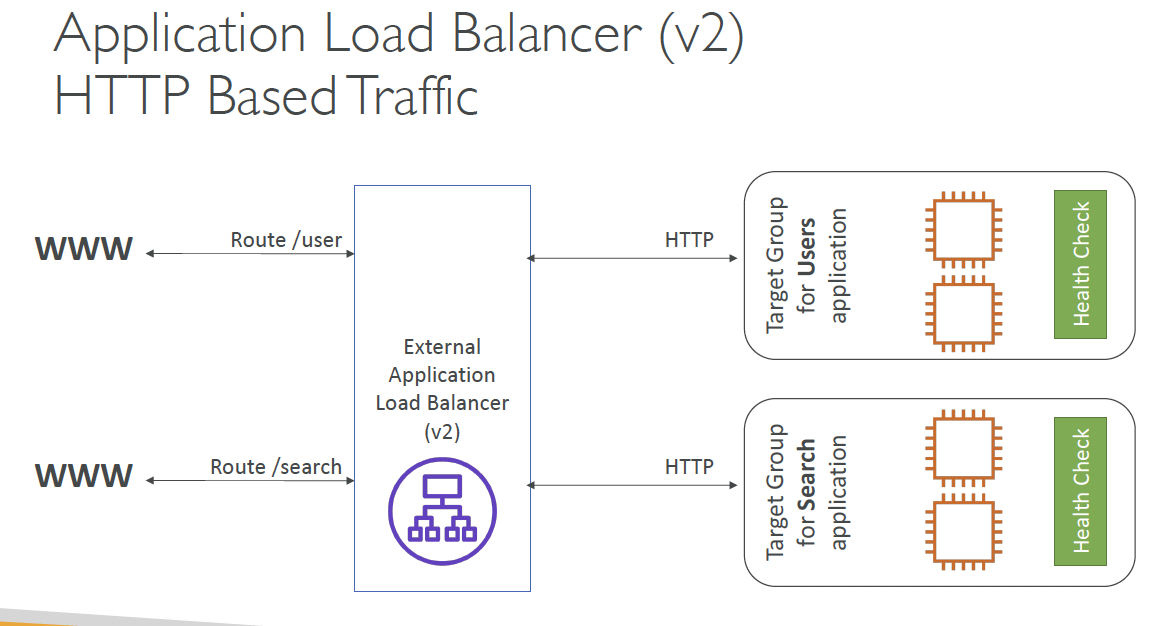 Application Load Balancer (v2)
HTTP Based Traffic
WWW
Route /user
HTTP
Target Group
for Users
application
Health Check
External
Application
Load Balancer
(v2)
WWW
Route /search
HTTP
Target Group
for Search
application
Health Check